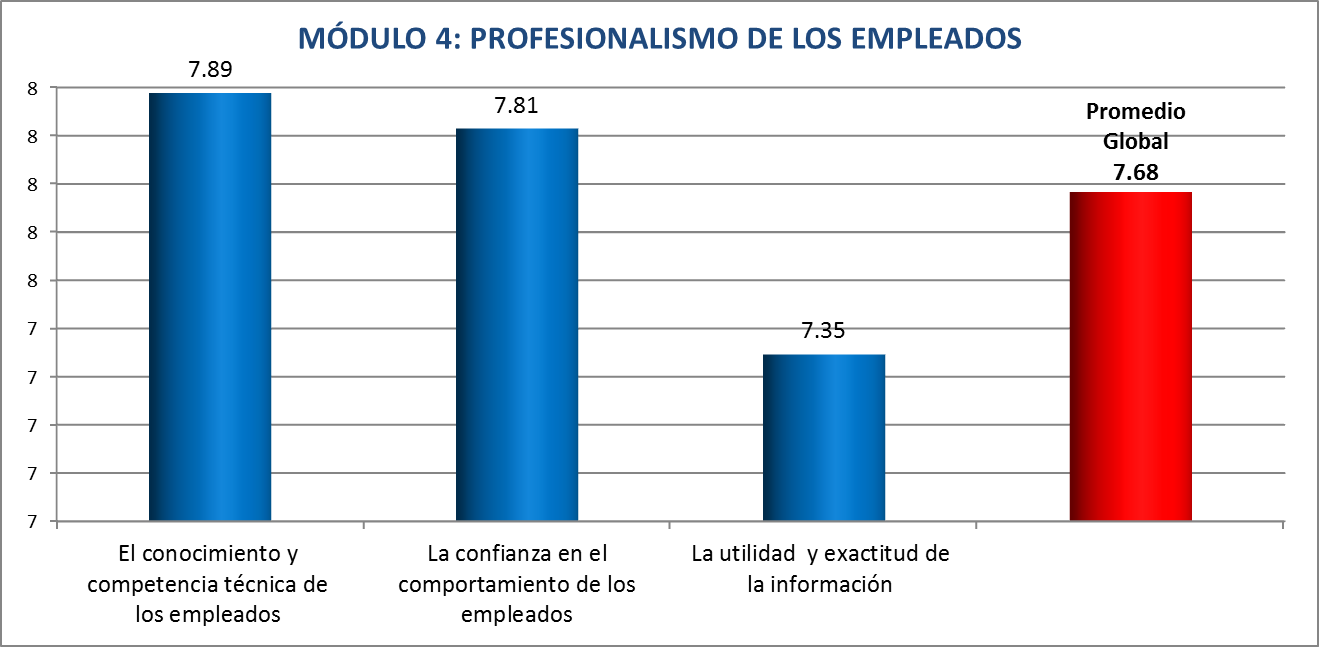 MÓDULO 4: PROFESIONALISMO DE LOS EMPLEADOS
7.89
7.81
7.35
Promedio
Global
7.68
8
8
8
8
8
7
7
7
7
7
El conocimiento y
competencia técnica de
los empleados
La confianza en el
comportamiento de los
empleados
La utilidad  y exactitud de
la información